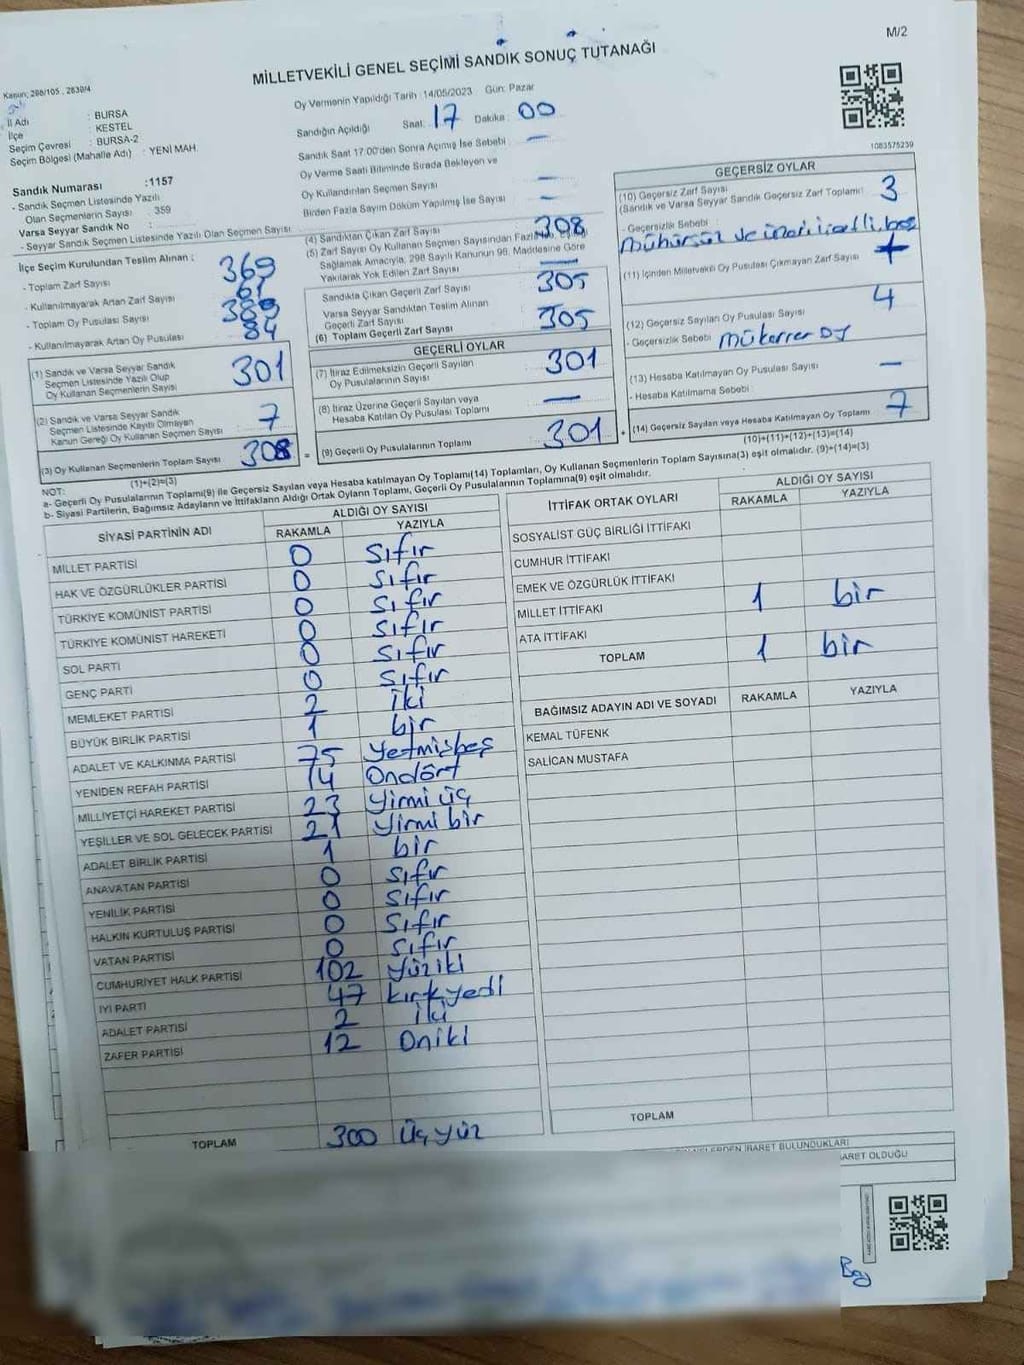 M/2
MİLLETVEKİLİ GENEL SEÇİMİ SANDIK SONUÇ TUTANAĞI
Kanun: 298/105 , 2839/4
Oy Vermenin Yapıldığı Tarih : 14/05/2023 Gün: Pazar
İl Adı : BURSA
İlçe : KESTEL
Seçim Çevresi : BURSA-2
Seçim Bölgesi (Mahalle Adı) : YENİ MAH.
Sandığın Açıldığı Saat: 17 Dakika: 00
Sandık Saat 17.00'den Sonra Açımış İse Sebebi : —
Oy Verme Saati Bitiminde Sırada Bekleyen ve
Oy Kullandırılan Seçmen Sayısı : —
Birden Fazla Sayım Döküm Yapılmış İse Sayısı : —
1083575239
Sandık Numarası :1157
- Sandık Seçmen Listesinde Yazılı
Olan Seçmenlerin Sayısı : 359
Varsa Seyyar Sandık No :
- Seyyar Sandık Seçmen Listesinde Yazılı Olan Seçmen Sayısı
İlçe Seçim Kurulundan Teslim Alınan ;
- Toplam Zarf Sayısı : 369
- Kullanılmayarak Artan Zarf Sayısı : 61
- Toplam Oy Pusulası Sayısı :
- Kullanılmayarak Artan Oy Pusulası : 84
(1) Sandık ve Varsa Seyyar Sandık
Seçmen Listesinde Yazılı Olup
Oy Kullanan Seçmenlerin Sayısı 301
(2) Sandık ve Varsa Seyyar Sandık
Seçmen Listesinde Kayıtlı Olmayan
Kanun Gereği Oy Kullanan Seçmen Sayısı 7
(3) Oy Kullanan Seçmenlerin Toplam Sayısı 308
(1)+(2)=(3)
(4) Sandıktan Çıkan Zarf Sayısı 308
(5) Zarf Sayısı Oy Kullanan Seçmen Sayısından Fazla
Sağlamak Amacıyla, 298 Sayılı Kanunun 98. Maddesine Göre
Yakılarak Yok Edilen Zarf Sayısı —
Sandıkta Çıkan Geçerli Zarf Sayısı 305
Varsa Seyyar Sandıktan Teslim Alınan
Geçerli Zarf Sayısı
(6) Toplam Geçerli Zarf Sayısı 305
GEÇERLİ OYLAR
(7) İtiraz Edilmeksizin Geçerli Sayılan
Oy Pusulalarının Sayısı 301
(8) İtiraz Üzerine Geçerli Sayılan veya
Hesaba Katılan Oy Pusulası Toplamı —
(9) Geçerli Oy Pusulalarının Toplamı 301
GEÇERSİZ OYLAR
(10) Geçersiz Zarf Sayısı
(Sandık ve Varsa Seyyar Sandık Geçersiz Zarf Toplamı) 3
- Geçersizlik Sebebi :
mühürsüz ve
(11) İçinden Milletvekili Oy Pusulası Çıkmayan Zarf Sayısı
(12) Geçersiz Sayılan Oy Pusulası Sayısı 4
- Geçersizlik Sebebi mükerrer oy
(13) Hesaba Katılmayan Oy Pusulası Sayısı —
- Hesaba Katılmama Sebebi :
(14) Geçersiz Sayılan veya Hesaba Katılmayan Oy Toplamı 7
(10)+(11)+(12)+(13)=(14)
NOT:
a- Geçerli Oy Pusulalarının Toplamı(9) ile Geçersiz Sayılan veya Hesaba katılmayan Oy Toplamı(14) Toplamları, Oy Kullanan Seçmenlerin Toplam Sayısına(3) eşit olmalıdır. (9)+(14)=(3)
b- Siyasi Partilerin, Bağımsız Adayların ve İttifakların Aldığı Ortak Oyların Toplamı, Geçerli Oy Pusulalarının Toplamına(9) eşit olmalıdır.
SİYASİ PARTİNİN ADI ALDIĞI OY SAYISI
RAKAMLA YAZIYLA
MİLLET PARTİSİ 0 sıfır
HAK VE ÖZGÜRLÜKLER PARTİSİ 0 sıfır
TÜRKİYE KOMÜNİST PARTİSİ 0 sıfır
TÜRKİYE KOMÜNİST HAREKETİ 0 sıfır
SOL PARTİ 0 sıfır
GENÇ PARTİ 0 sıfır
MEMLEKET PARTİSİ 2 iki
BÜYÜK BİRLİK PARTİSİ 1 bir
ADALET VE KALKINMA PARTİSİ 75 yetmişbeş
YENİDEN REFAH PARTİSİ 14 Ondört
MİLLİYETÇİ HAREKET PARTİSİ 23 yirmi üç
YEŞİLLER VE SOL GELECEK PARTİSİ 21 yirmi bir
ADALET BİRLİK PARTİSİ 1 bir
ANAVATAN PARTİSİ 0 sıfır
YENİLİK PARTİSİ 0 sıfır
HALKIN KURTULUŞ PARTİSİ 0 sıfır
VATAN PARTİSİ 0 sıfır
CUMHURİYET HALK PARTİSİ 102 yüziki
İYİ PARTİ 47 kırkyedi
ADALET PARTİSİ 2 iki
ZAFER PARTİSİ 12 Oniki
TOPLAM 300 Üçyüz
İTTİFAK ORTAK OYLARI ALDIĞI OY SAYISI
RAKAMLA YAZIYLA
SOSYALİST GÜÇ BİRLİĞİ İTTİFAKI
CUMHUR İTTİFAKI
EMEK VE ÖZGÜRLÜK İTTİFAKI
MİLLET İTTİFAKI 1 bir
ATA İTTİFAKI
TOPLAM 1 bir
BAĞIMSIZ ADAYIN ADI VE SOYADI RAKAMLA YAZIYLA
KEMAL TÜFENK
SALİCAN MUSTAFA
TOPLAM
İBARET BULUNDUKLARI
OLDUĞU